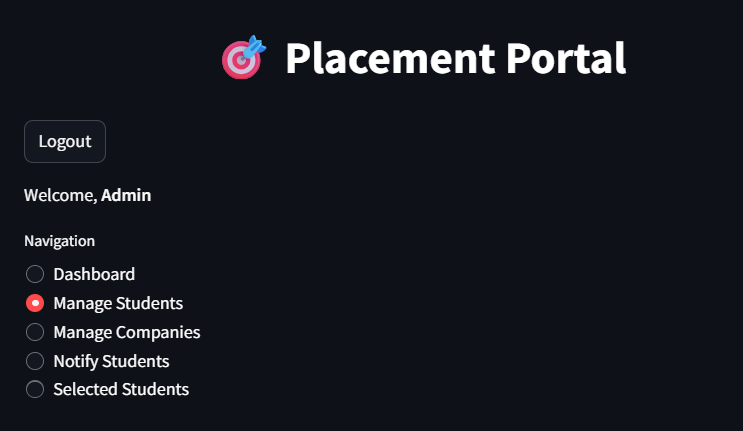 Placement Portal
Logout
Welcome, Admin
Navigation
Dashboard
Manage Students
Manage Companies
Notify Students
Selected Students